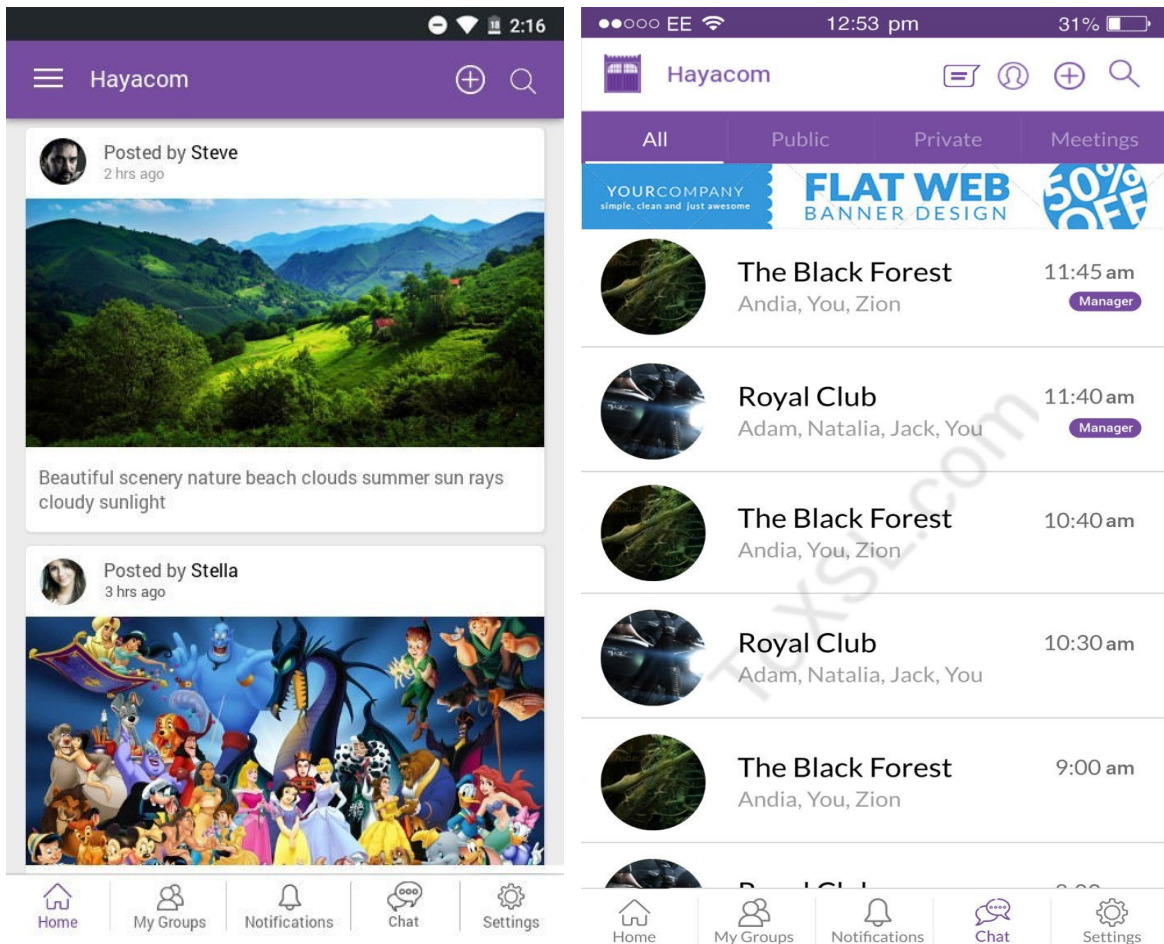 2:16
Hayacom
Posted by Steve
2 hrs ago
Beautiful scenery nature beach clouds summer sun rays
cloudy sunlight
Posted by Stella
3 hrs ago
Home My Groups Notifications Chat Settings
EE 12:53 pm 31%
Hayacom
All Public Private Meetings
YOURCOMPANY
simple, clean and just awesome
FLAT WEB
BANNER DESIGN
50%
OFF
The Black Forest 11:45 am
Andia, You, Zion Manager
Royal Club 11:40 am
Adam, Natalia, Jack, You Manager
The Black Forest 10:40 am
Andia, You, Zion
Royal Club 10:30 am
Adam, Natalia, Jack, You
The Black Forest 9:00 am
Andia, You, Zion
ToXSL.com
Home My Groups Notifications Chat Settings